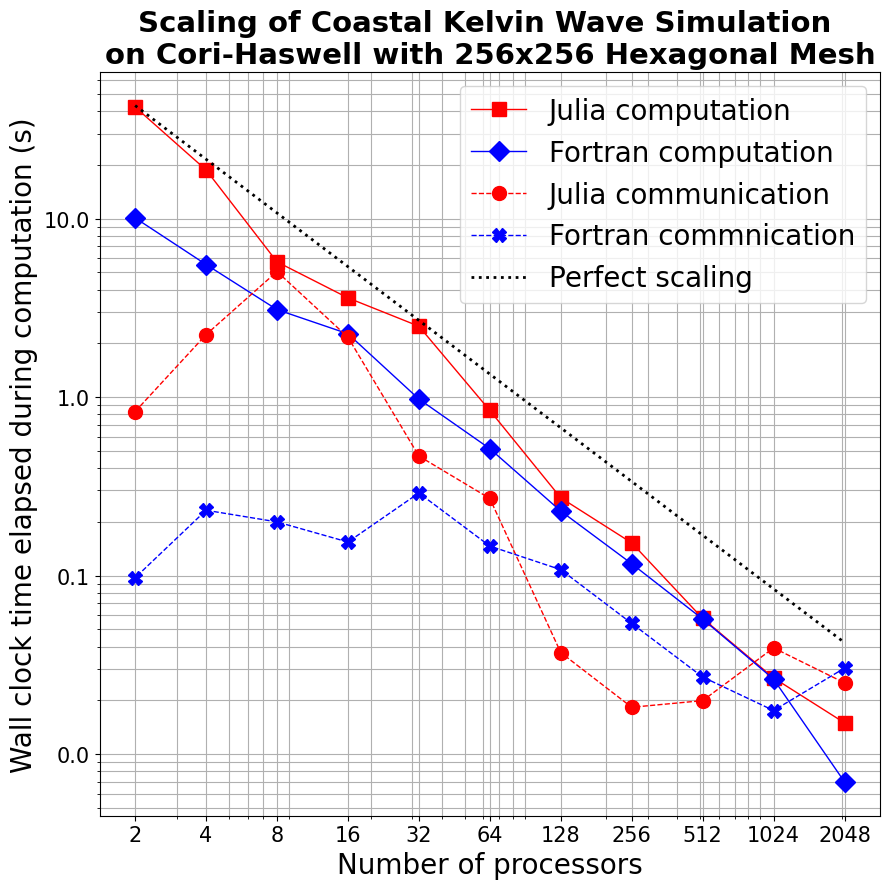 Scaling of Coastal Kelvin Wave Simulation
on Cori-Haswell with 256x256 Hexagonal Mesh
Julia computation
Fortran computation
Julia communication
Fortran commnication
Perfect scaling
Wall clock time elapsed during computation (s)
10.0
1.0
0.1
0.0
2 4 8 16 32 64 128 256 512 1024 2048
Number of processors